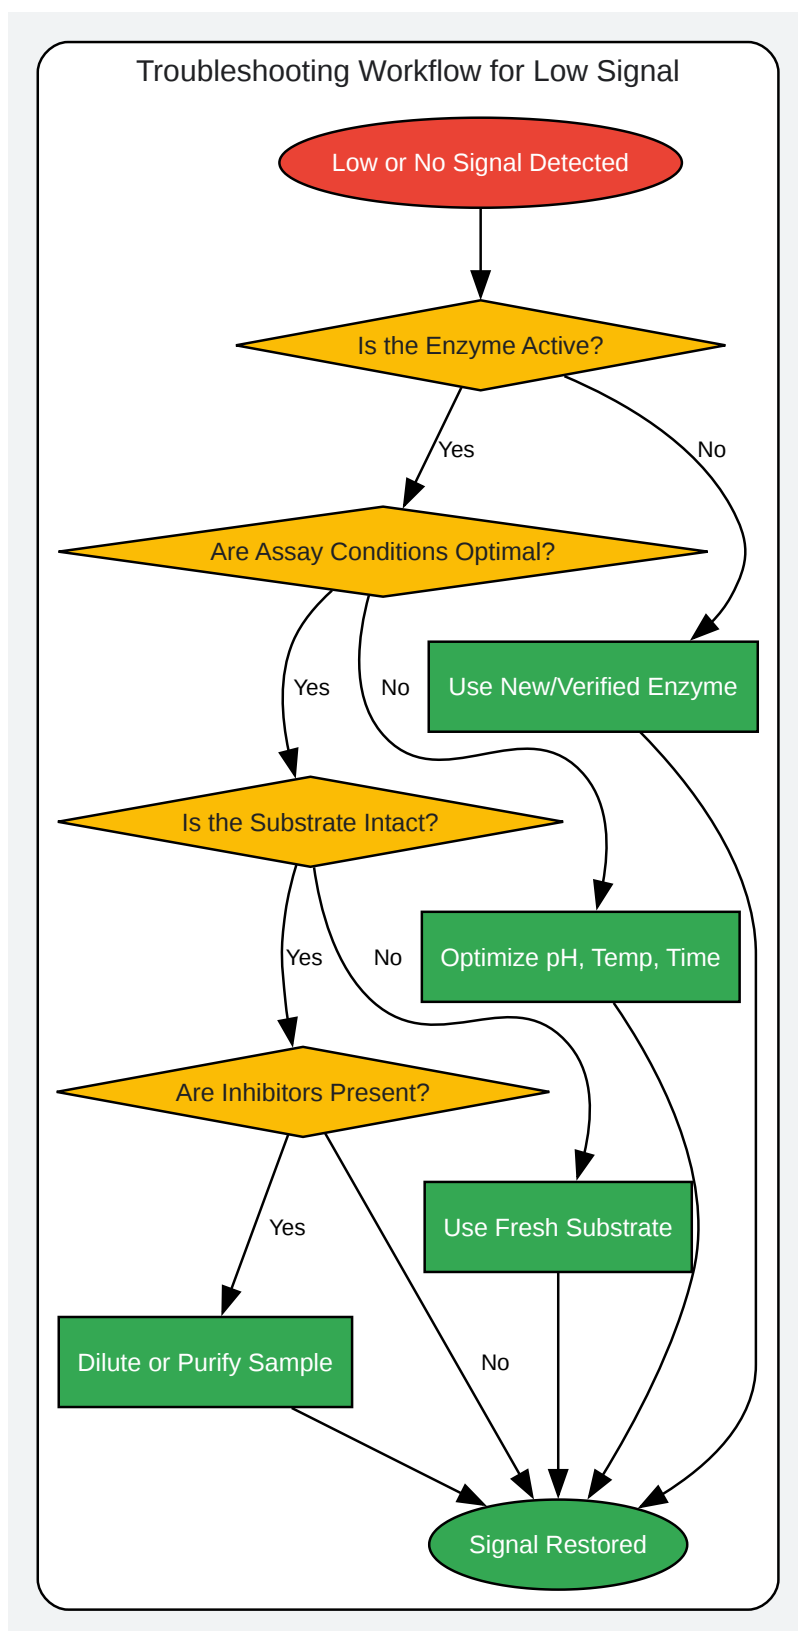 Troubleshooting Workflow for Low Signal
Low or No Signal Detected
Is the Enzyme Active?
Yes
No
Are Assay Conditions Optimal?
Yes
No
Use New/Verified Enzyme
Is the Substrate Intact?
Yes
No
Optimize pH, Temp, Time
Are Inhibitors Present?
Yes
Use Fresh Substrate
Dilute or Purify Sample
No
Signal Restored